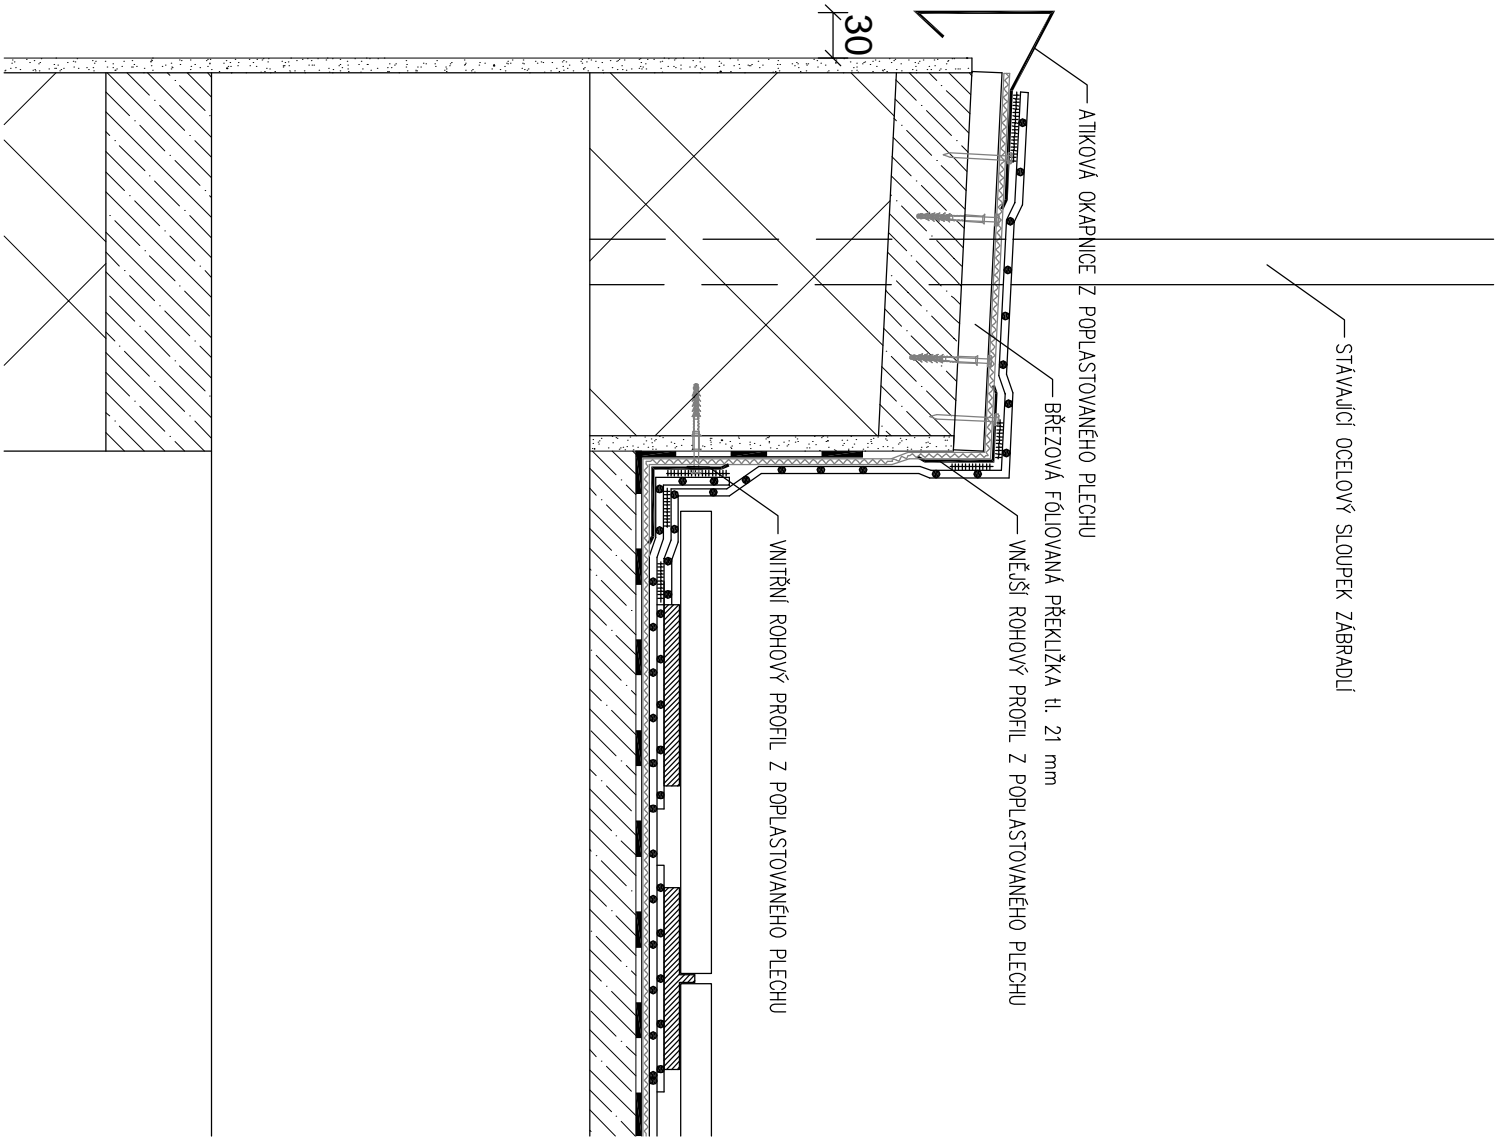 30
STÁVAJÍCÍ OCELOVÝ SLOUPEK ZÁBRADLÍ
ATIKOVÁ OKAPNICE Z POPLASTOVANÉHO PLECHU
BŘEZOVÁ FÓLIOVANÁ PŘEKLIŽKA tl. 21 mm
VNĚJŠÍ ROHOVÝ PROFIL Z POPLASTOVANÉHO PLECHU
VNITŘNÍ ROHOVÝ PROFIL Z POPLASTOVANÉHO PLECHU